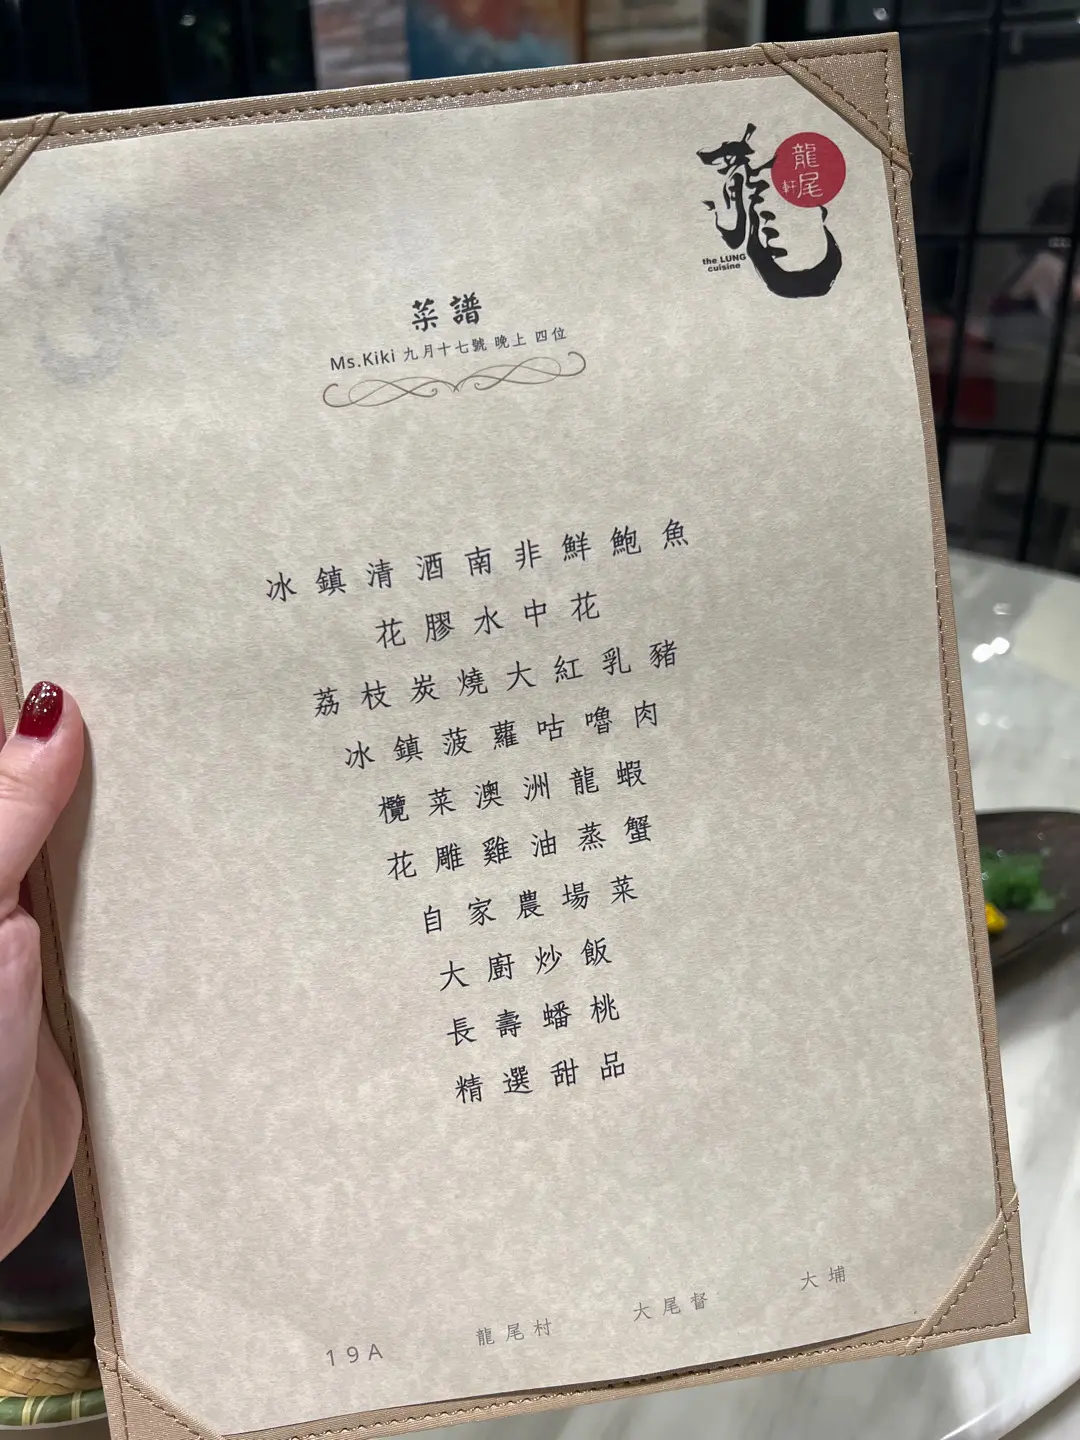 龍
龍尾
軒
the LUNG
cuisine
菜譜
Ms.Kiki 九月十七號 晚上 四位
冰鎮清酒南非鮮鮑魚
花膠水中花
荔枝炭燒大紅乳豬
冰鎮菠蘿咕嚕肉
欖菜澳洲龍蝦
花雕雞油蒸蟹
自家農場菜
大廚炒飯
長壽蟠桃
精選甜品
19A 龍尾村 大尾督 大埔